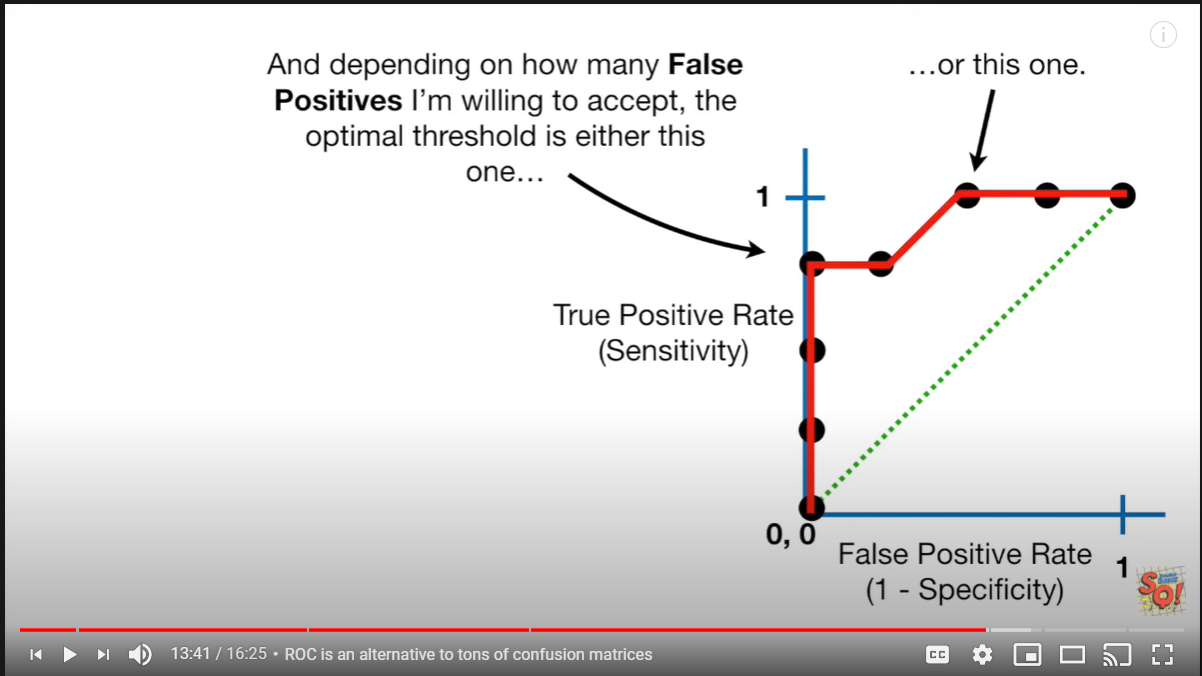 And depending on how many False
Positives I'm willing to accept, the
optimal threshold is either this
one…
…or this one.
1
True Positive Rate
(Sensitivity)
0, 0
False Positive Rate
(1 - Specificity)
1
SQ!
13:41 / 16:25 • ROC is an alternative to tons of confusion matrices
CC